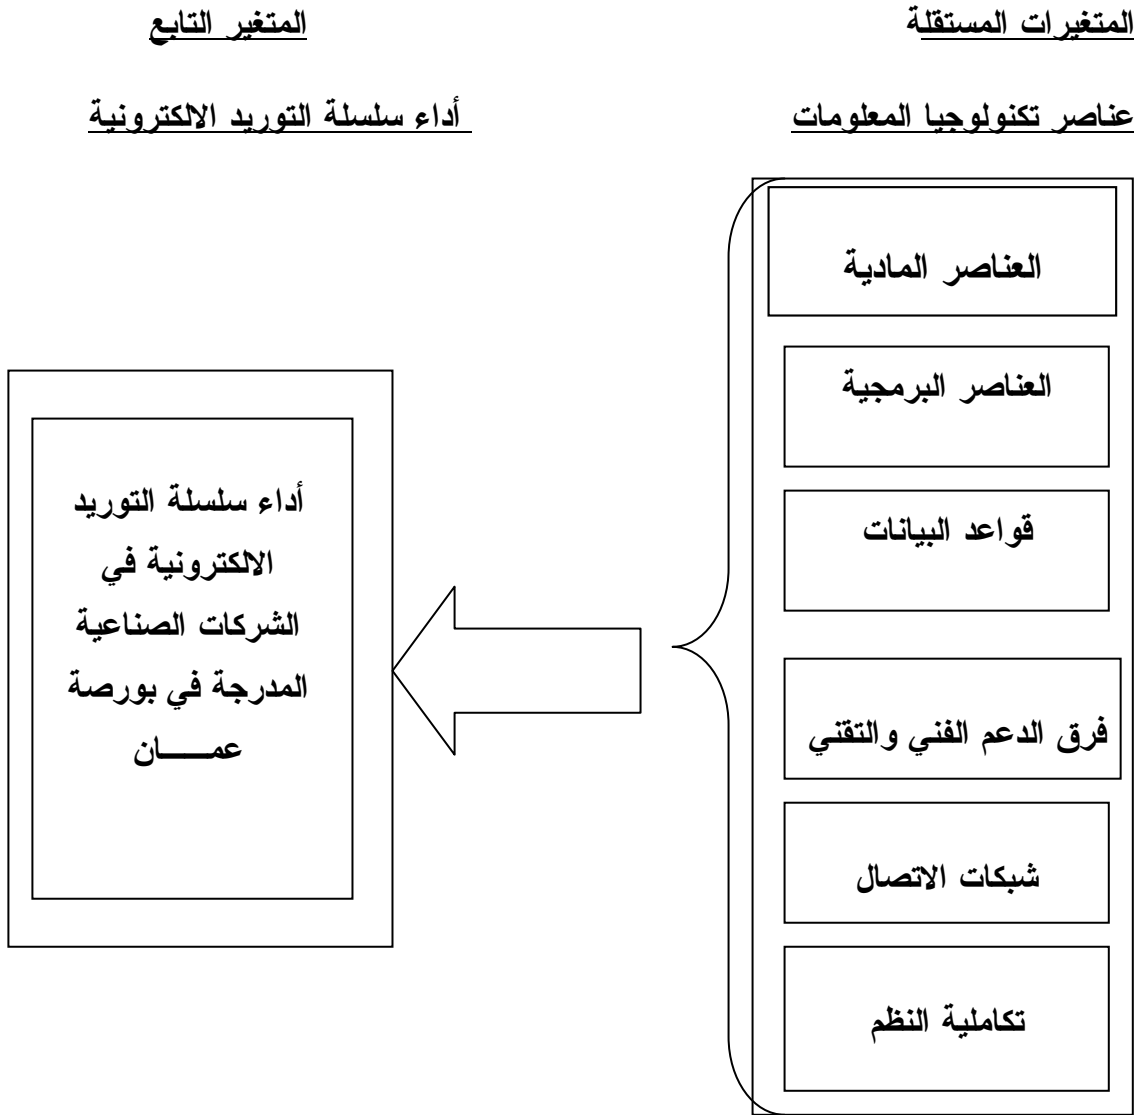 المتغيرات المستقلة
المتغير التابع
عناصر تكنولوجيا المعلومات
أداء سلسلة التوريد الالكترونية
العناصر المادية
العناصر البرمجية
قواعد البيانات
فرق الدعم الفني والتقني
شبكات الاتصال
تكاملية النظم
أداء سلسلة التوريد
الالكترونية في
الشركات الصناعية
المدرجة في بورصة
عمـــــان